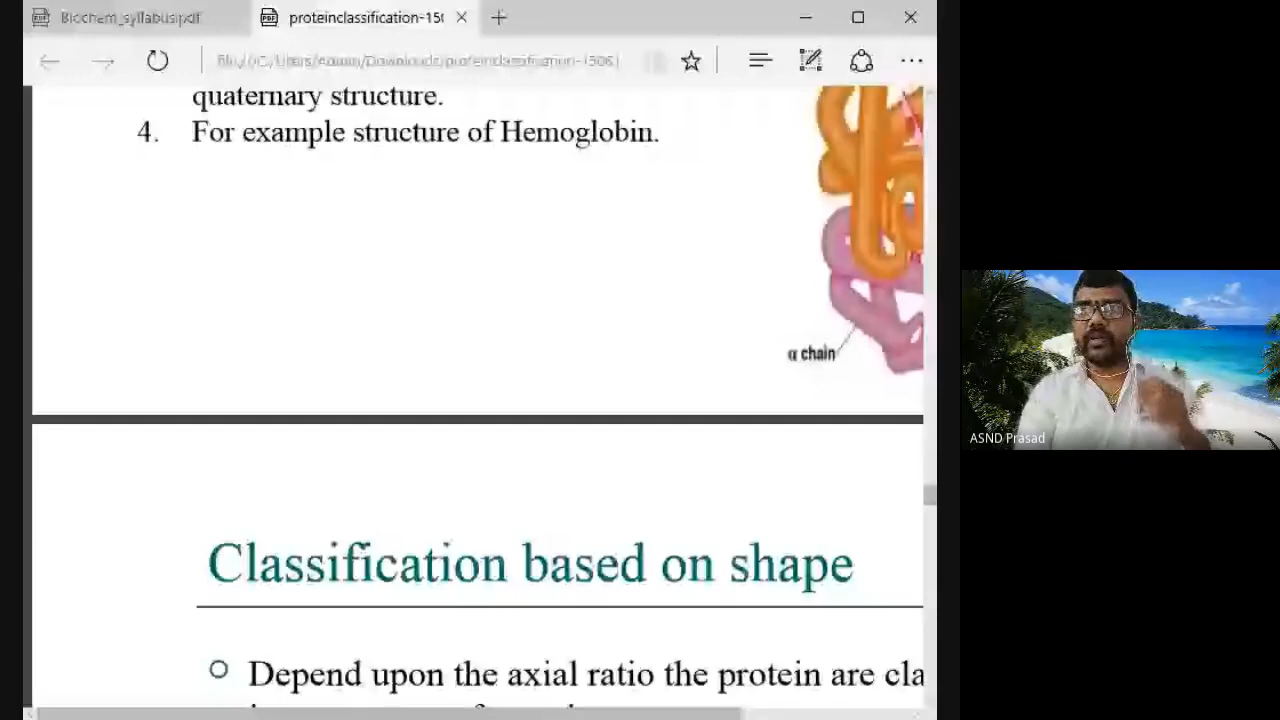 Biochem_syllabus.pdf
proteinclassification-150
quaternary structure.
4. For example structure of Hemoglobin.
α chain
ASND Prasad
Classification based on shape
Depend upon the axial ratio the protein are cla